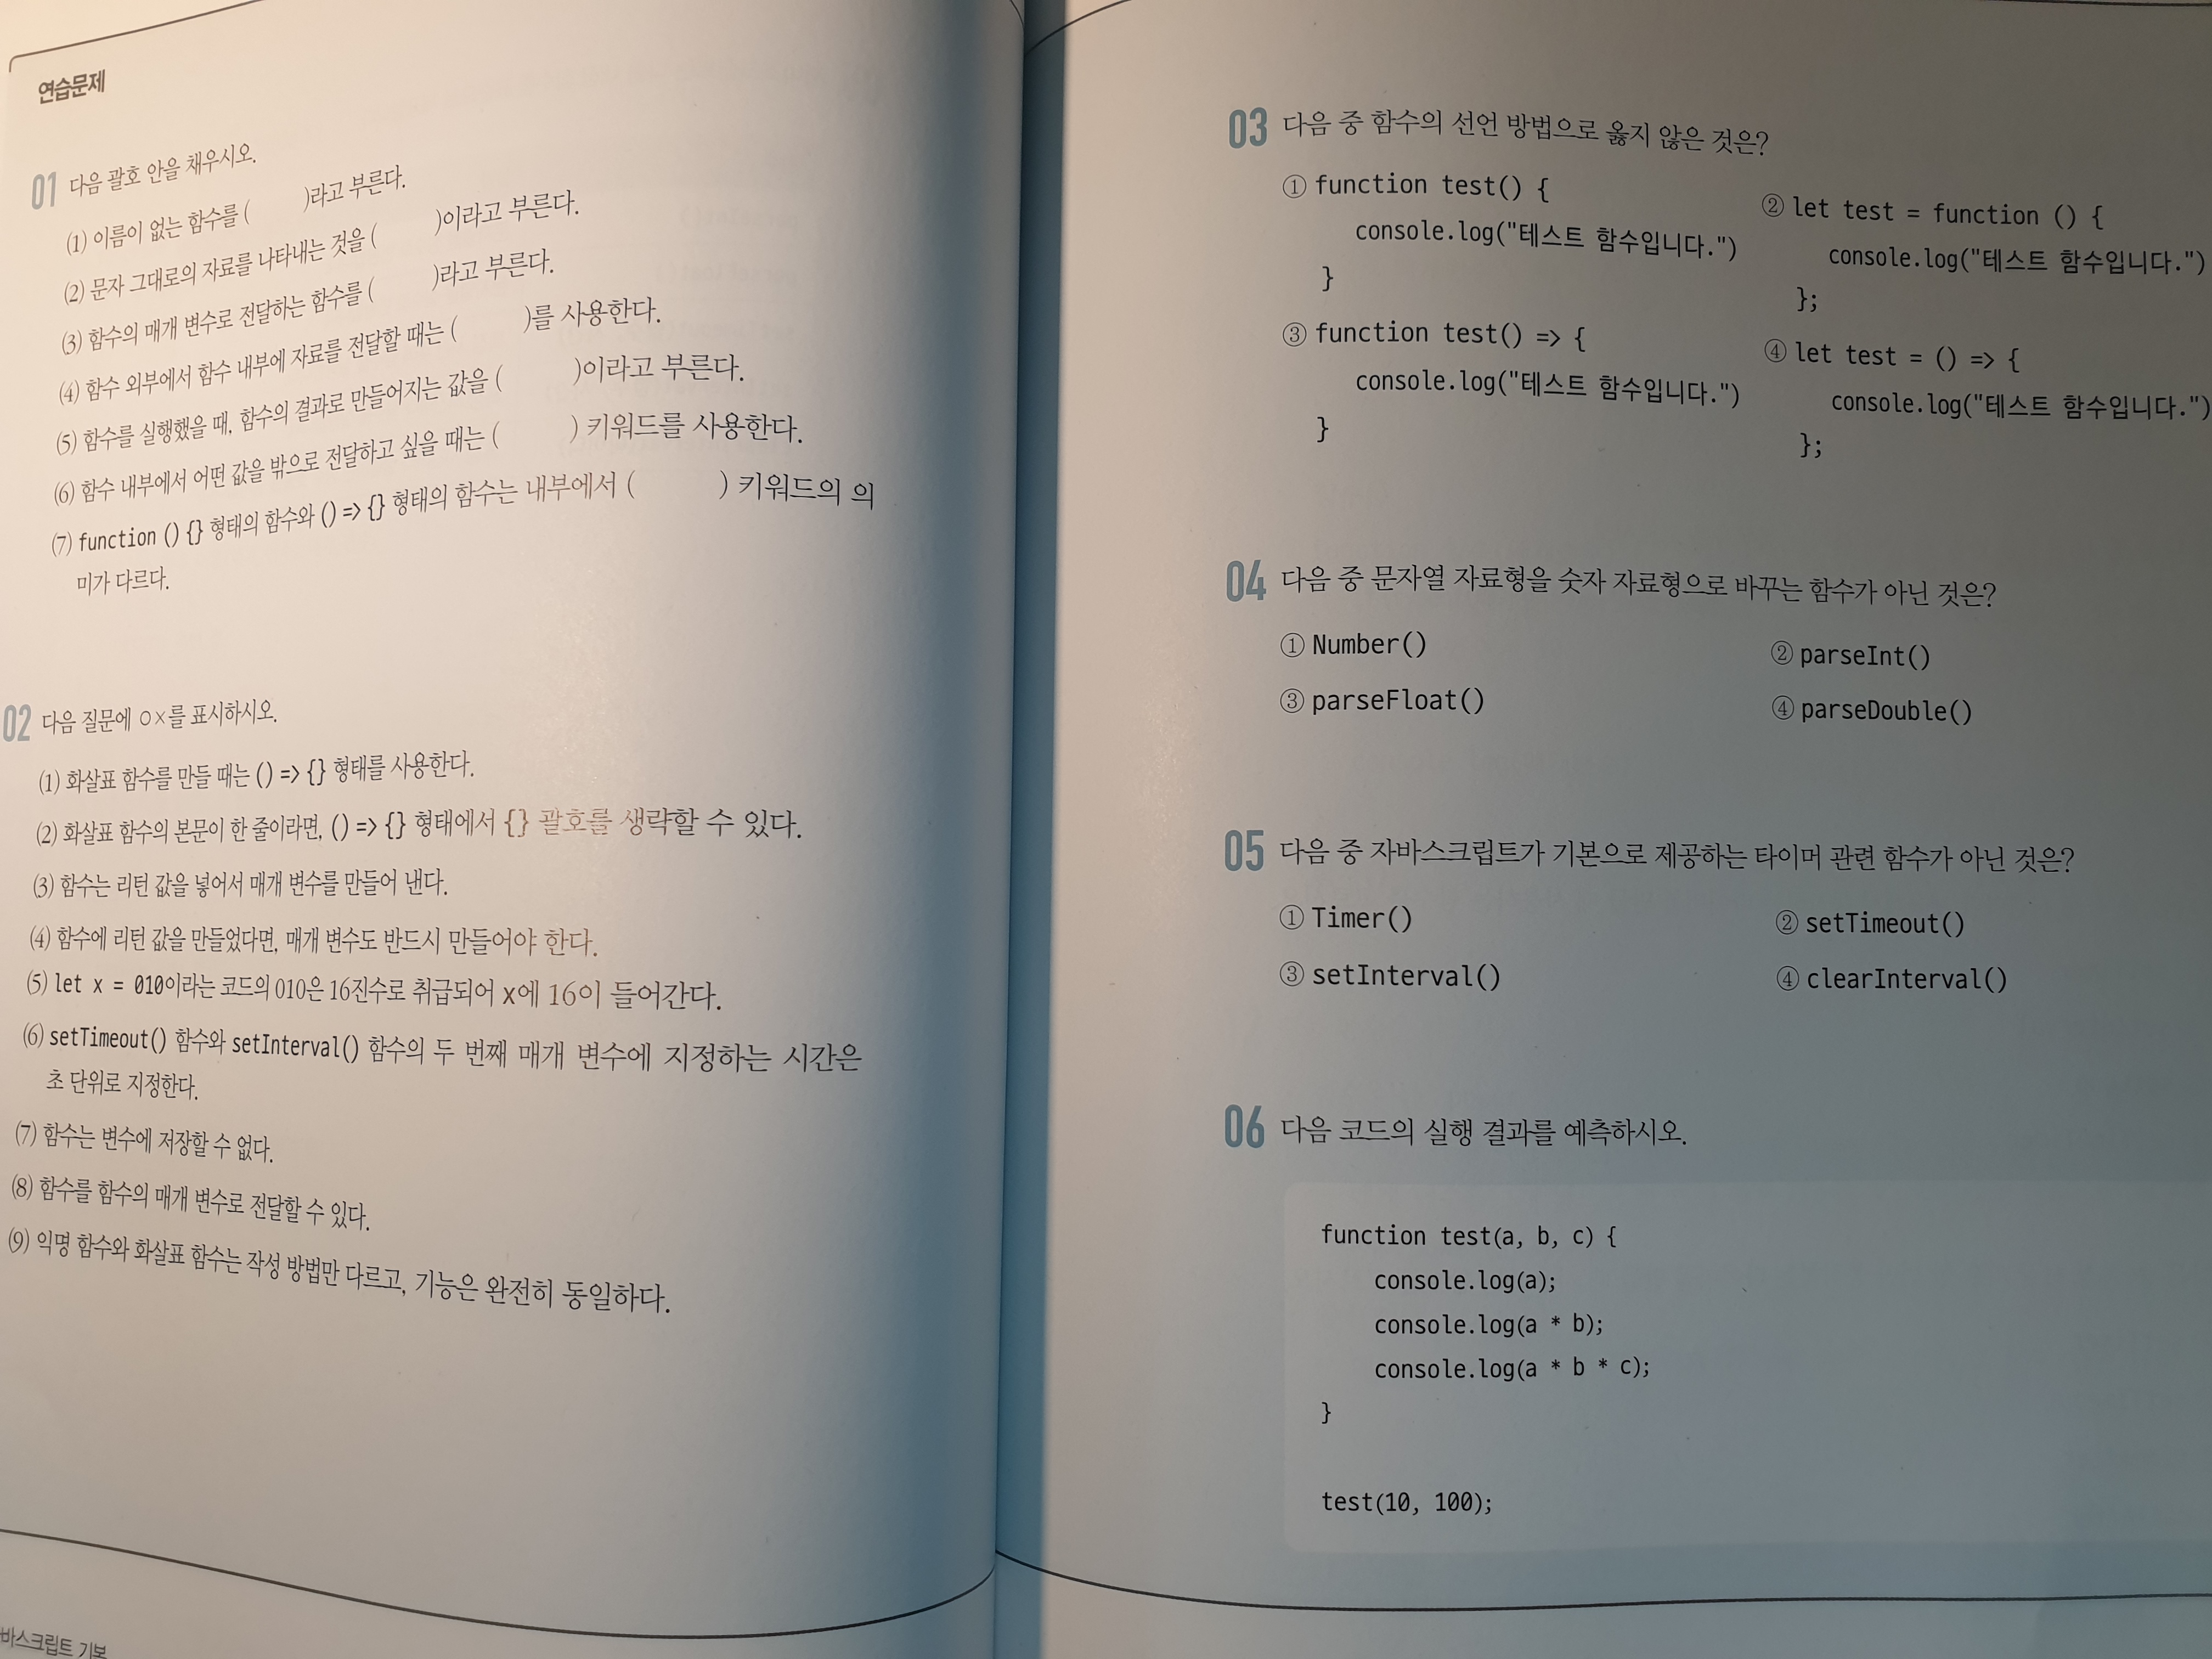 연습문제
01 다음 괄호 안을 채우시오.
(1) 이름이 없는 함수를 ( )라고 부른다.
(2) 문자 그대로의 자료를 나타내는 것을 ( )이라고 부른다.
(3) 함수의 매개 변수로 전달하는 함수를 ( )라고 부른다.
(4) 함수 외부에서 함수 내부에 자료를 전달할 때는 ( )를 사용한다.
(5) 함수를 실행했을 때, 함수의 결과로 만들어지는 값을 ( )이라고 부른다.
(6) 함수 내부에서 어떤 값을 밖으로 전달하고 싶을 때는 ( ) 키워드를 사용한다.
(7) function () {} 형태의 함수와 () => {} 형태의 함수는 내부에서 ( ) 키워드의 의
미가 다르다.
02 다음 질문에 ○×를 표시하시오.
(1) 화살표 함수를 만들 때는 () => {} 형태를 사용한다.
(2) 화살표 함수의 본문이 한 줄이라면, () => {} 형태에서 {} 괄호를 생략할 수 있다.
(3) 함수는 리턴 값을 넣어서 매개 변수를 만들어 낸다.
(4) 함수에 리턴 값을 만들었다면, 매개 변수도 반드시 만들어야 한다.
(5) let x = 010이라는 코드의 010은 16진수로 취급되어 x에 16이 들어간다.
(6) setTimeout() 함수와 setInterval() 함수의 두 번째 매개 변수에 지정하는 시간은
초 단위로 지정한다.
(7) 함수는 변수에 저장할 수 없다.
(8) 함수를 함수의 매개 변수로 전달할 수 있다.
(9) 익명 함수와 화살표 함수는 작성 방법만 다르고, 기능은 완전히 동일하다.
바스크립트 기본
03 다음 중 함수의 선언 방법으로 옳지 않은 것은?
① function test() {
console.log("테스트 함수입니다.")
}
② let test = function () {
console.log("테스트 함수입니다.")
};
③ function test() => {
console.log("테스트 함수입니다.")
}
④ let test = () => {
console.log("테스트 함수입니다.")
};
04 다음 중 문자열 자료형을 숫자 자료형으로 바꾸는 함수가 아닌 것은?
① Number()
② parseInt()
③ parseFloat()
④ parseDouble()
05 다음 중 자바스크립트가 기본으로 제공하는 타이머 관련 함수가 아닌 것은?
① Timer()
② setTimeout()
③ setInterval()
④ clearInterval()
06 다음 코드의 실행 결과를 예측하시오.
function test(a, b, c) {
console.log(a);
console.log(a * b);
console.log(a * b * c);
}
test(10, 100);